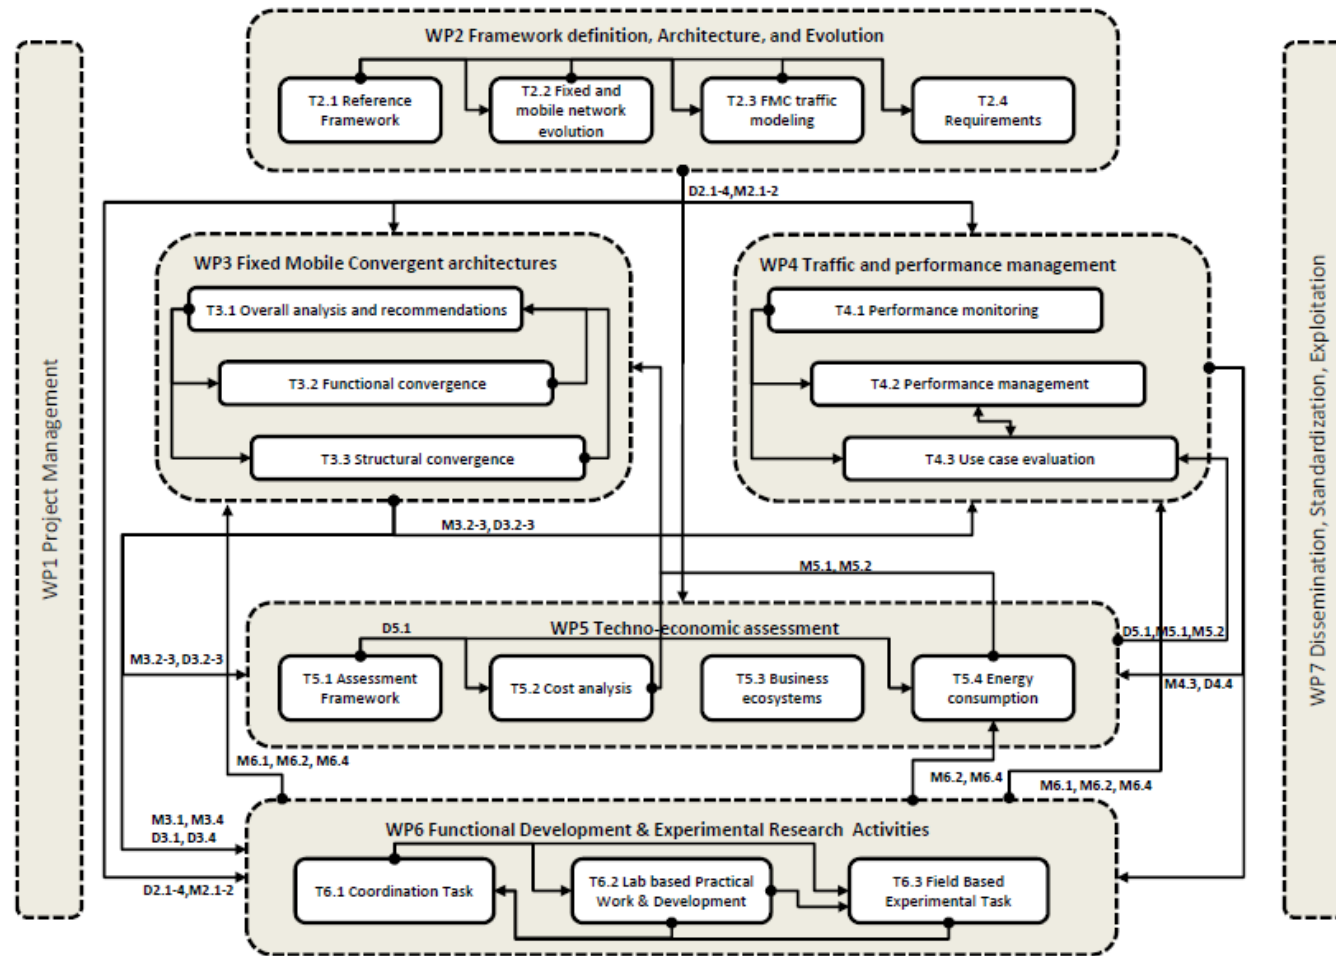 WP2 Framework definition, Architecture, and Evolution
T2.1 Reference
Framework
T2.2 Fixed and
mobile network
evolution
T2.3 FMC traffic
modeling
T2.4
Requirements
D2.1-4,M2.1-2
WP1 Project Management
WP3 Fixed Mobile Convergent architectures
T3.1 Overall analysis and recommendations
T3.2 Functional convergence
T3.3 Structural convergence
WP4 Traffic and performance management
T4.1 Performance monitoring
T4.2 Performance management
T4.3 Use case evaluation
WP7 Dissemination, Standardization, Exploitation
M3.2-3, D3.2-3
M5.1, M5.2
WP5 Techno-economic assessment
D5.1
D5.1,M5.1,M5.2
M3.2-3, D3.2-3
T5.1 Assessment
Framework
T5.2 Cost analysis
T5.3 Business
ecosystems
T5.4 Energy
consumption
M4.3, D4.4
M6.1, M6.2, M6.4
M6.2, M6.4
M6.1, M6.2, M6.4
M3.1, M3.4
D3.1, D3.4
WP6 Functional Development & Experimental Research Activities
D2.1-4,M2.1-2
T6.1 Coordination Task
T6.2 Lab based Practical
Work & Development
T6.3 Field Based
Experimental Task